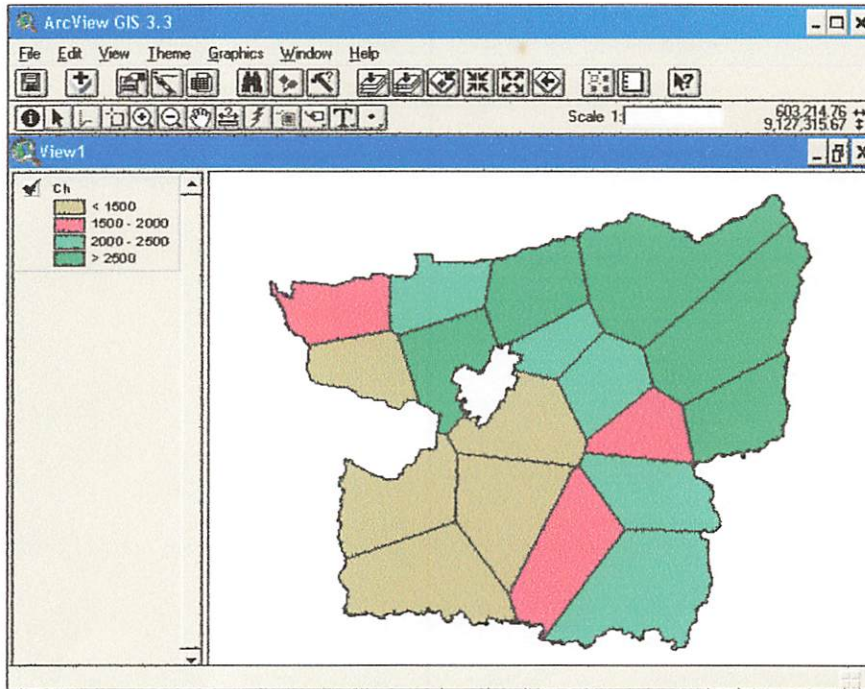 ArcView GIS 3.3
File Edit View Theme Graphics Window Help
Scale 1:
603,214.76
9,127,315.67
View1
Ch
< 1500
1500 - 2000
2000 - 2500
> 2500